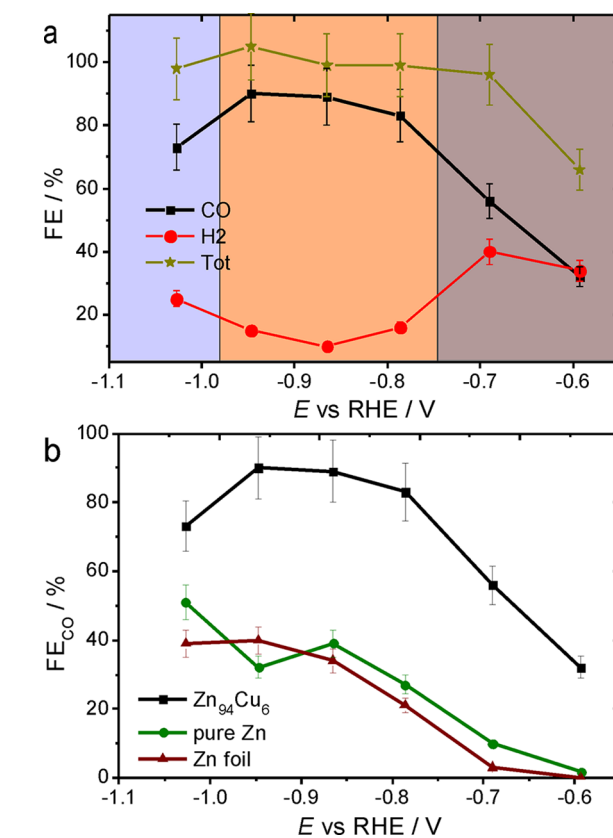 a
100
80
60
40
20
FE / %
CO
H2
Tot
-1.1 -1.0 -0.9 -0.8 -0.7 -0.6
E vs RHE / V
b
100
80
60
40
20
0
FECO / %
Zn94Cu6
pure Zn
Zn foil
-1.1 -1.0 -0.9 -0.8 -0.7 -0.6
E vs RHE / V